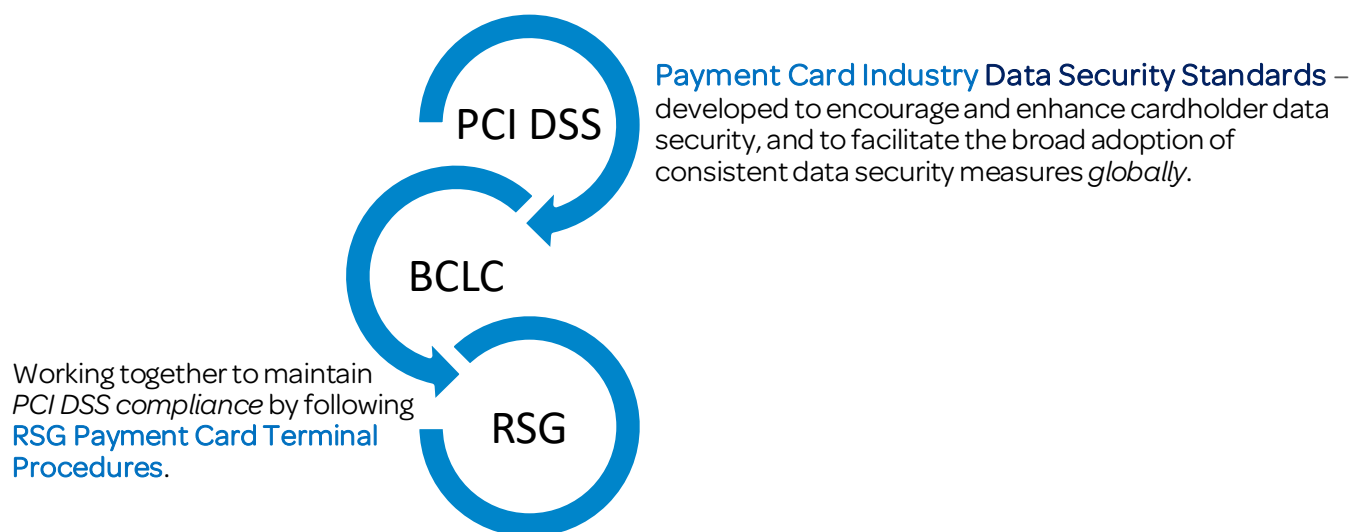 PCI DSS
Payment Card Industry Data Security Standards –
developed to encourage and enhance cardholder data
security, and to facilitate the broad adoption of
consistent data security measures globally.
BCLC
Working together to maintain
PCI DSS compliance by following
RSG Payment Card Terminal
Procedures.
RSG